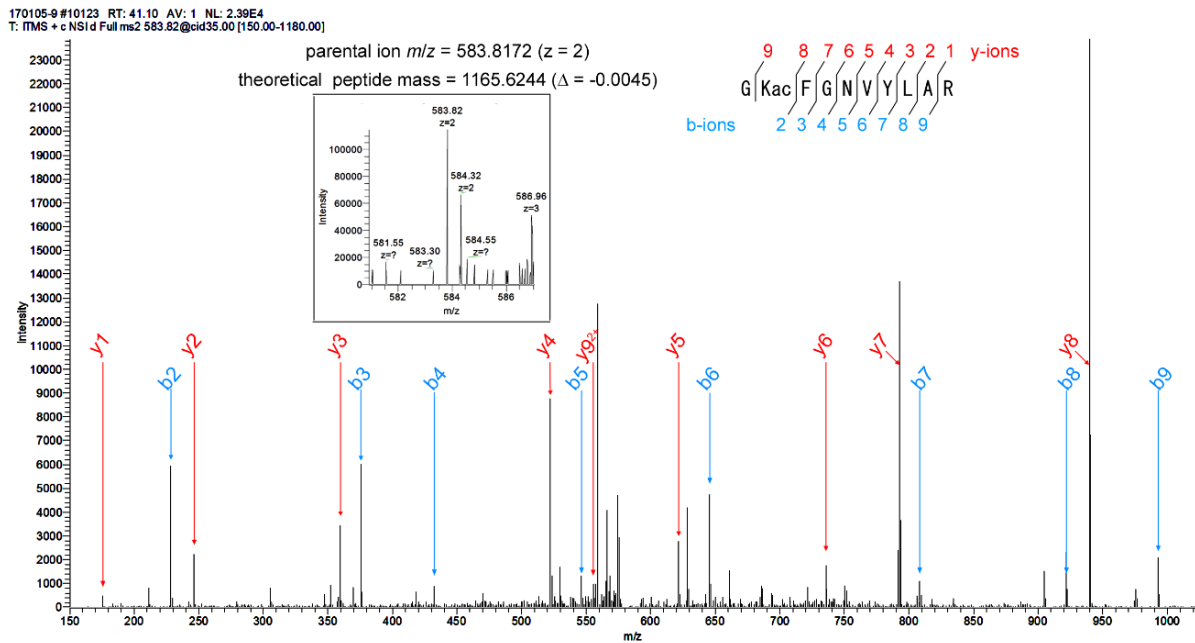 170105-9 #10123 RT: 41.10 AV: 1 NL: 2.39E4
T: ITMS + c NSI d Full ms2 583.82@cid35.00 [150.00-1180.00]
parental ion m/z = 583.8172 (z = 2)
theoretical peptide mass = 1165.6244 (Δ = -0.0045)
9 8 7 6 5 4 3 2 1 y-ions
G Kac F G N V Y L A R
b-ions 2 3 4 5 6 7 8 9
583.82
z=2
584.32
z=2
586.96
z=3
581.55
z=?
583.30
z=?
584.55
z=?
100000
80000
60000
40000
20000
0
Intensity
582 584 586
m/z
23000
22000
21000
20000
19000
18000
17000
16000
15000
14000
13000
12000
11000
10000
9000
8000
7000
6000
5000
4000
3000
2000
1000
0
Intensity
y1
y2
y3
y4
y9²⁺
y5
y6
y7
y8
b2
b3
b4
b5
b6
b7
b8
b9
150 200 250 300 350 400 450 500 550 600 650 700 750 800 850 900 950 1000
m/z